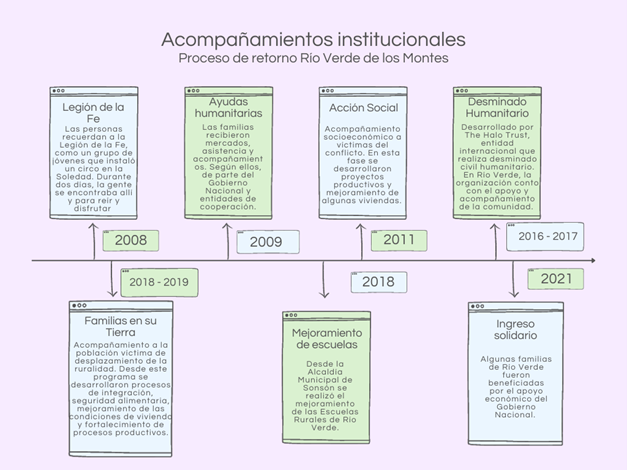 Acompañamientos institucionales
Proceso de retorno Río Verde de los Montes
Legión de la
Fe
Las personas
recuerdan a la
Legión de la Fe,
como un grupo de
jóvenes que instaló
un circo en la
Soledad. Durante
dos días, la gente
se encontraba allí
y para reír y
disfrutar
2008
Ayudas
humanitarias
Las familias
recibieron
mercados,
asistencia y
acompañamient
os. Según ellos,
de parte del
Gobierno
Nacional y
entidades de
cooperación.
2009
Acción Social
Acompañamiento
socioeconómico a
víctimas del
conflicto. En esta
fase se
desarrollaron
proyectos
productivos y
mejoramiento de
algunas viviendas.
2011
Desminado
Humanitario
Desarrollado por
The Halo Trust,
entidad
internacional que
realiza desminado
civil humanitario.
En Río Verde, la
organización conto
con el apoyo y
acompañamiento
de la comunidad.
2016 - 2017
2018 - 2019
Familias en su
Tierra
Acompañamiento a la
población víctima de
desplazamiento de la
ruralidad. Desde este
programa se
desarrollaron procesos
de integración,
seguridad alimentaria,
mejoramiento de las
condiciones de vivienda
y fortalecimiento de
procesos productivos.
2018
Mejoramiento
de escuelas
Desde la
Alcaldía
Municipal de
Sonsón se
realizó el
mejoramiento
de las Escuelas
Rurales de Río
Verde.
2021
Ingreso
solidario
Algunas familias
de Río Verde
fueron
beneficiadas
por el apoyo
económico del
Gobierno
Nacional.